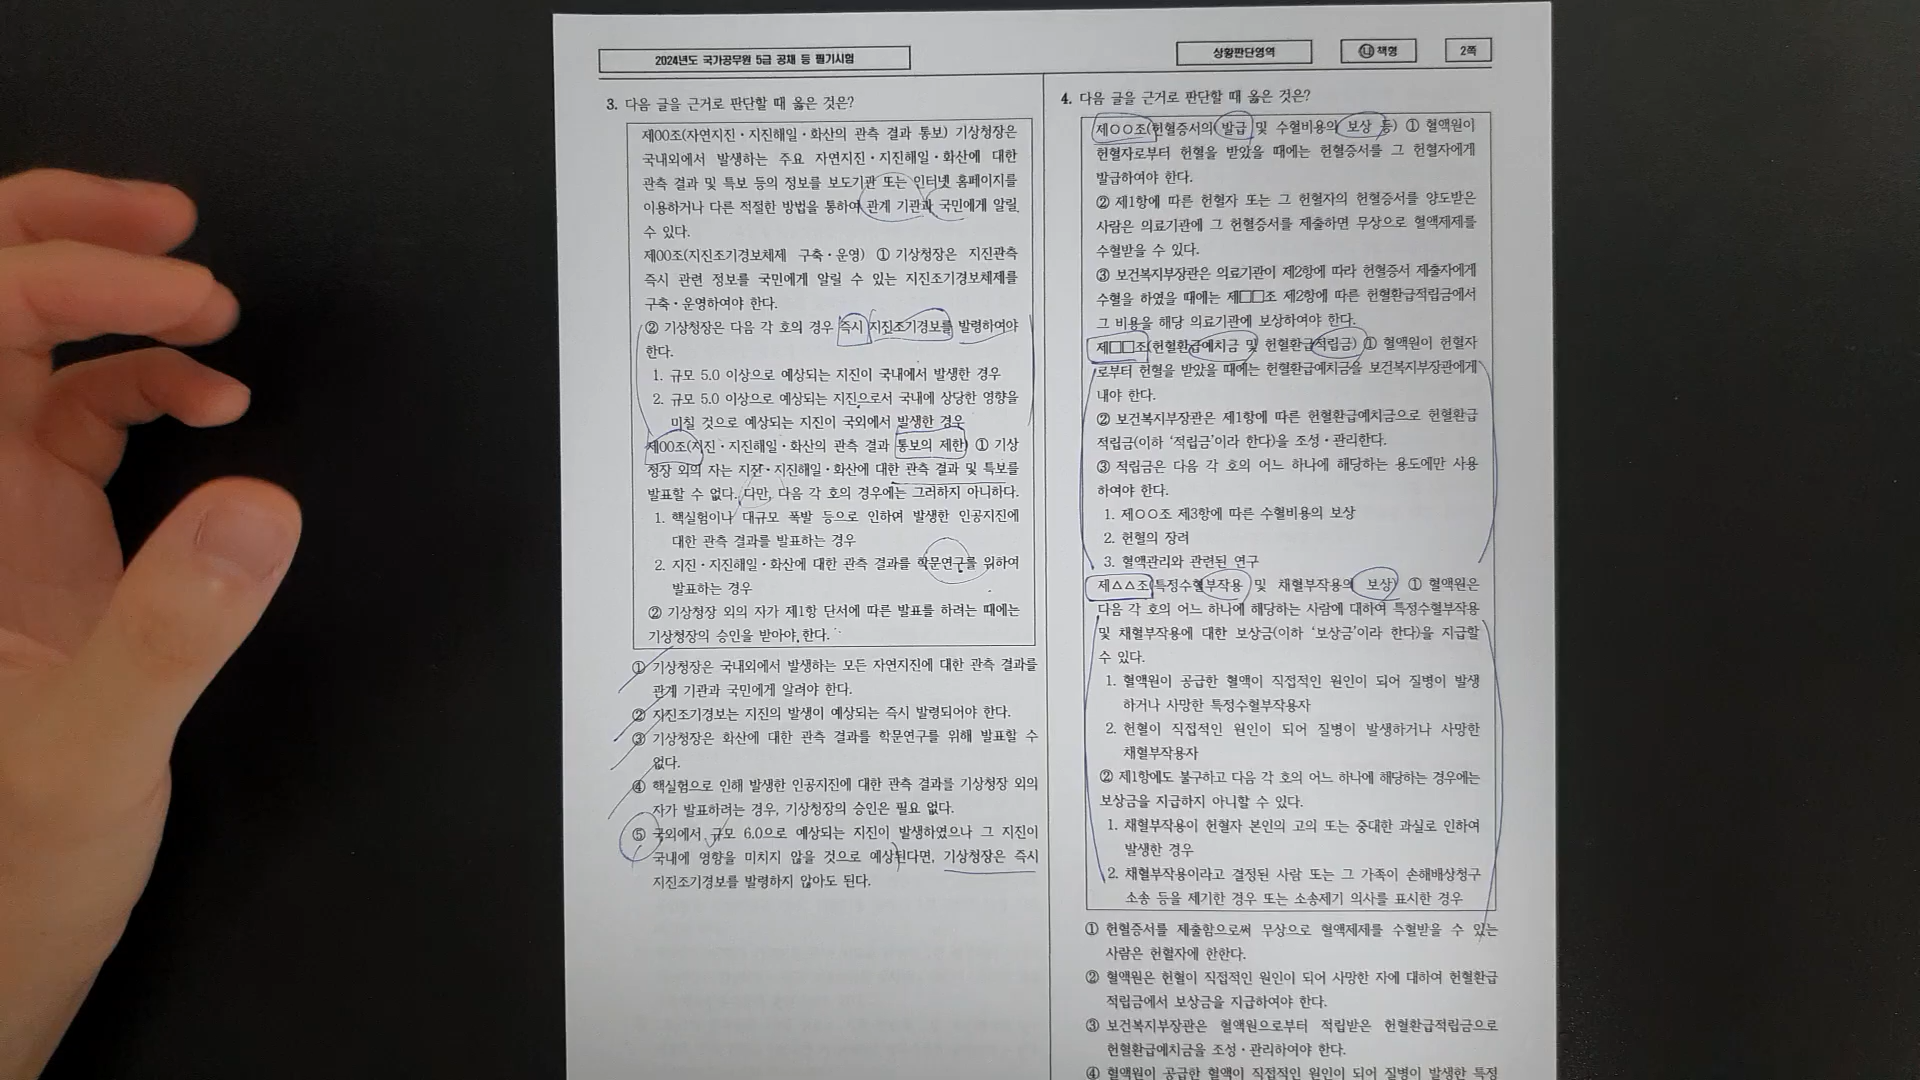 2024년도 국가공무원 5급 공채 등 필기시험
상황판단영역
㉯ 책형
2쪽
3. 다음 글을 근거로 판단할 때 옳은 것은?
제00조(자연지진・지진해일・화산의 관측 결과 통보) 기상청장은
국내외에서 발생하는 주요 자연지진・지진해일・화산에 대한
관측 결과 및 특보 등의 정보를 보도기관 또는 인터넷 홈페이지를
이용하거나 다른 적절한 방법을 통하여 관계 기관과 국민에게 알릴
수 있다.
제00조(지진조기경보체제 구축・운영) ① 기상청장은 지진관측
즉시 관련 정보를 국민에게 알릴 수 있는 지진조기경보체제를
구축・운영하여야 한다.
② 기상청장은 다음 각 호의 경우 즉시 지진조기경보를 발령하여야
한다.
1. 규모 5.0 이상으로 예상되는 지진이 국내에서 발생한 경우
2. 규모 5.0 이상으로 예상되는 지진으로서 국내에 상당한 영향을
미칠 것으로 예상되는 지진이 국외에서 발생한 경우
제00조(지진・지진해일・화산의 관측 결과 통보의 제한) ① 기상
청장 외의 자는 지진・지진해일・화산에 대한 관측 결과 및 특보를
발표할 수 없다. 다만, 다음 각 호의 경우에는 그러하지 아니하다.
1. 핵실험이나 대규모 폭발 등으로 인하여 발생한 인공지진에
대한 관측 결과를 발표하는 경우
2. 지진・지진해일・화산에 대한 관측 결과를 학문연구를 위하여
발표하는 경우
② 기상청장 외의 자가 제1항 단서에 따른 발표를 하려는 때에는
기상청장의 승인을 받아야 한다.
① 기상청장은 국내외에서 발생하는 모든 자연지진에 대한 관측 결과를
관계 기관과 국민에게 알려야 한다.
② 지진조기경보는 지진의 발생이 예상되는 즉시 발령되어야 한다.
③ 기상청장은 화산에 대한 관측 결과를 학문연구를 위해 발표할 수
없다.
④ 핵실험으로 인해 발생한 인공지진에 대한 관측 결과를 기상청장 외의
자가 발표하려는 경우, 기상청장의 승인은 필요 없다.
⑤ 국외에서 규모 6.0으로 예상되는 지진이 발생하였으나 그 지진이
국내에 영향을 미치지 않을 것으로 예상된다면, 기상청장은 즉시
지진조기경보를 발령하지 않아도 된다.
4. 다음 글을 근거로 판단할 때 옳은 것은?
제○○조(헌혈증서의 발급 및 수혈비용의 보상 등) ① 혈액원이
헌혈자로부터 헌혈을 받았을 때에는 헌혈증서를 그 헌혈자에게
발급하여야 한다.
② 제1항에 따른 헌혈자 또는 그 헌혈자의 헌혈증서를 양도받은
사람은 의료기관에 그 헌혈증서를 제출하면 무상으로 혈액제제를
수혈받을 수 있다.
③ 보건복지부장관은 의료기관이 제2항에 따라 헌혈증서 제출자에게
수혈을 하였을 때에는 제□□조 제2항에 따른 헌혈환급적립금에서
그 비용을 해당 의료기관에 보상하여야 한다.
제□□조(헌혈환급예치금 및 헌혈환급적립금) ① 혈액원이 헌혈자
로부터 헌혈을 받았을 때에는 헌혈환급예치금을 보건복지부장관에게
내야 한다.
② 보건복지부장관은 제1항에 따른 헌혈환급예치금으로 헌혈환급
적립금(이하 ‘적립금’이라 한다)을 조성・관리한다.
③ 적립금은 다음 각 호의 어느 하나에 해당하는 용도에만 사용
하여야 한다.
1. 제○○조 제3항에 따른 수혈비용의 보상
2. 헌혈의 장려
3. 혈액관리와 관련된 연구
제△△조(특정수혈부작용 및 채혈부작용의 보상) ① 혈액원은
다음 각 호의 어느 하나에 해당하는 사람에 대하여 특정수혈부작용
및 채혈부작용에 대한 보상금(이하 ‘보상금’이라 한다)을 지급할
수 있다.
1. 혈액원이 공급한 혈액이 직접적인 원인이 되어 질병이 발생
하거나 사망한 특정수혈부작용자
2. 헌혈이 직접적인 원인이 되어 질병이 발생하거나 사망한
채혈부작용자
② 제1항에도 불구하고 다음 각 호의 어느 하나에 해당하는 경우에는
보상금을 지급하지 아니할 수 있다.
1. 채혈부작용이 헌혈자 본인의 고의 또는 중대한 과실로 인하여
발생한 경우
2. 채혈부작용이라고 결정된 사람 또는 그 가족이 손해배상청구
소송 등을 제기한 경우 또는 소송제기 의사를 표시한 경우
① 헌혈증서를 제출함으로써 무상으로 혈액제제를 수혈받을 수 있는
사람은 헌혈자에 한한다.
② 혈액원은 헌혈이 직접적인 원인이 되어 사망한 자에 대하여 헌혈환급
적립금에서 보상금을 지급하여야 한다.
③ 보건복지부장관은 혈액원으로부터 적립받은 헌혈환급적립금으로
헌혈환급예치금을 조성・관리하여야 한다.
④ 혈액원이 공급한 혈액이 직접적인 원인이 되어 질병이 발생한 특정